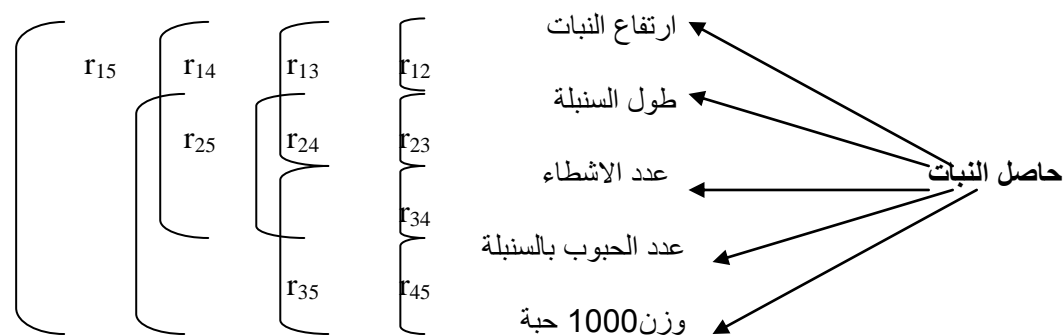 ارتفاع النبات
r15 r14 r13 r12
طول السنبلة
r25 r24 r23
حاصل النبات
عدد الاشطاء
r34
عدد الحبوب بالسنبلة
r35 r45
وزن1000 حبة